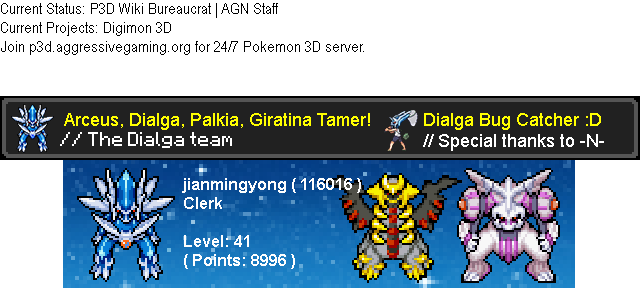 Current Status: P3D Wiki Bureaucrat | AGN Staff
Current Projects: Digimon 3D
Join p3d.aggressivegaming.org for 24/7 Pokemon 3D server.
Arceus, Dialga, Palkia, Giratina Tamer!
// The Dialga team
Dialga Bug Catcher :D
// Special thanks to -N-
jianmingyong ( 116016 )
Clerk
Level: 41
( Points: 8996 )